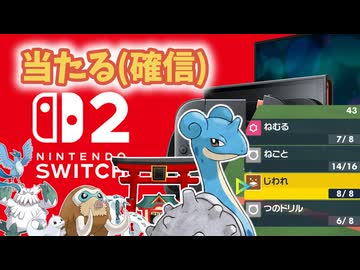 当たる(確信)
2
NINTENDO
SWITCH
43
ねむる
7/8
ねごと
14/16
じわれ
8/8
つのドリル
6/8